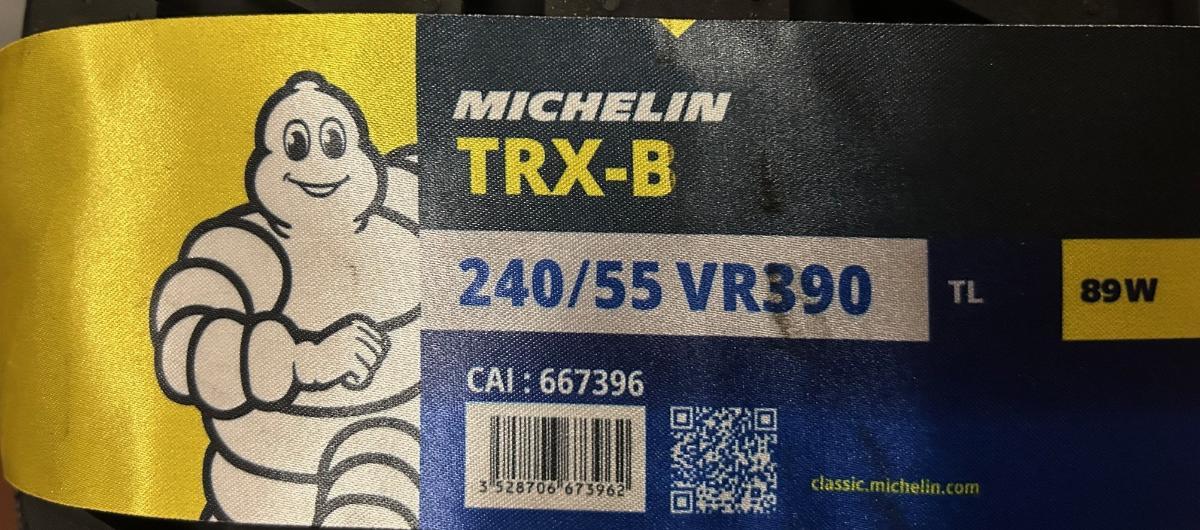 MICHELIN
TRX-B
240/55 VR390
TL
89W
CAI : 667396
3 528706 673962
classic.michelin.com